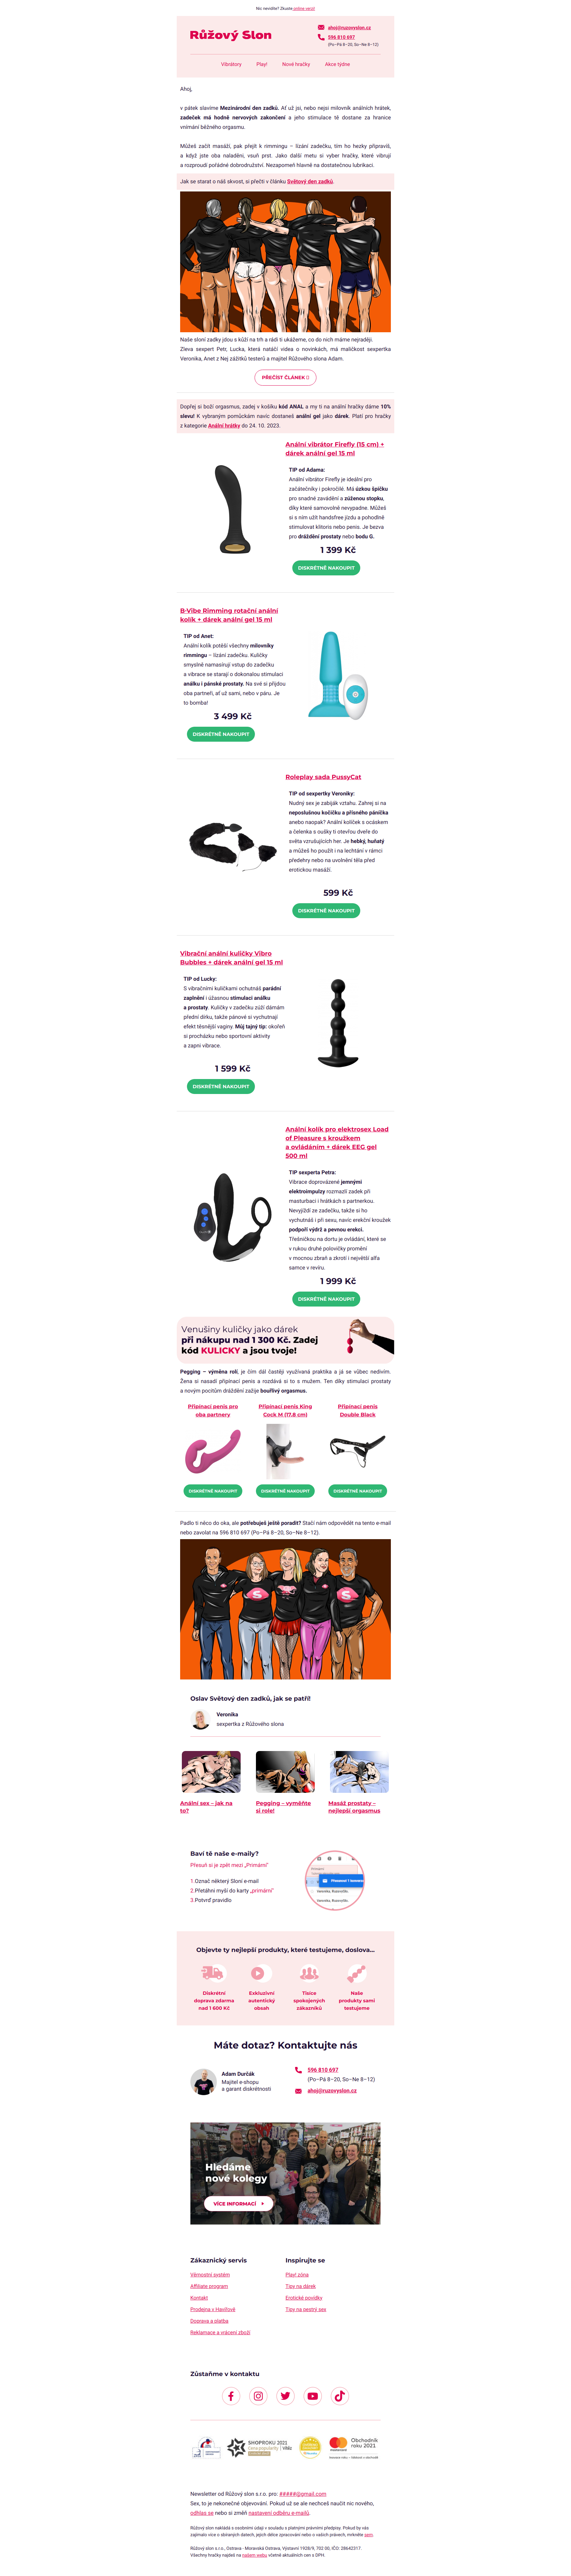 Nic nevidíte? Zkuste online verzi!
Růžový Slon
ahoj@ruzovyslon.cz
596 810 697
(Po–Pá 8–20, So–Ne 8–12)
Vibrátory Play! Nové hračky Akce týdne
Ahoj,
v pátek slavíme Mezinárodní den zadků. Ať už jsi, nebo nejsi milovník análních hrátek,
zadeček má hodně nervových zakončení a jeho stimulace tě dostane za hranice
vnímání běžného orgasmu.
Můžeš začít masáží, pak přejít k rimmingu – lízání zadečku, tím ho hezky připravíš,
a když jste oba naladění, vsuň prst. Jako další metu si vyber hračky, které vibrují
a rozproudí pořádné dobrodružství. Nezapomeň hlavně na dostatečnou lubrikaci.
Jak se starat o náš skvost, si přečti v článku Světový den zadků.
Naše sloní zadky jdou s kůží na trh a rádi ti ukážeme, co do nich máme nejraději.
Zleva sexpert Petr, Lucka, která natáčí videa o novinkách, má maličkost sexpertka
Veronika, Anet z Nej zážitků testerů a majitel Růžového slona Adam.
PŘEČÍST ČLÁNEK
Dopřej si boží orgasmus, zadej v košíku kód ANAL a my ti na anální hračky dáme 10%
slevu! K vybraným pomůckám navíc dostaneš anální gel jako dárek. Platí pro hračky
z kategorie Anální hrátky do 24. 10. 2023.
Anální vibrátor Firefly (15 cm) +
dárek anální gel 15 ml
TIP od Adama:
Anální vibrátor Firefly je ideální pro
začátečníky i pokročilé. Má úzkou špičku
pro snadné zavádění a zúženou stopku,
díky které samovolně nevypadne. Můžeš
si s ním užít handsfree jízdu a pohodlně
stimulovat klitoris nebo penis. Je bezva
pro dráždění prostaty nebo bodu G.
1 399 Kč
DISKRÉTNĚ NAKOUPIT
B-Vibe Rimming rotační anální
kolík + dárek anální gel 15 ml
TIP od Anet:
Anální kolík potěší všechny milovníky
rimmingu – lízání zadečku. Kuličky
smyslně namasírují vstup do zadečku
a vibrace se starají o dokonalou stimulaci
análku i pánské prostaty. Na své si přijdou
oba partneři, ať už sami, nebo v páru. Je
to bomba!
3 499 Kč
DISKRÉTNĚ NAKOUPIT
Roleplay sada PussyCat
TIP od sexpertky Veroniky:
Nudný sex je zabiják vztahu. Zahrej si na
neposlušnou kočičku a přísného páníčka
anebo naopak? Anální kolíček s ocáskem
a čelenka s oušky ti otevřou dveře do
světa vzrušujících her. Je hebký, huňatý
a můžeš ho použít i na lechtání v rámci
předehry nebo na uvolnění těla před
erotickou masáží.
599 Kč
DISKRÉTNĚ NAKOUPIT
Vibrační anální kuličky Vibro
Bubbles + dárek anální gel 15 ml
TIP od Lucky:
S vibračními kuličkami ochutnáš parádní
zaplnění i úžasnou stimulaci análku
a prostaty. Kuličky v zadečku zúží dámám
přední dírku, takže pánové si vychutnají
efekt těsnější vagíny. Můj tajný tip: okořeň
si procházku nebo sportovní aktivity
a zapni vibrace.
1 599 Kč
DISKRÉTNĚ NAKOUPIT
Anální kolík pro elektrosex Load
of Pleasure s kroužkem
a ovládáním + dárek EEG gel
500 ml
TIP sexperta Petra:
Vibrace doprovázené jemnými
elektroimpulzy rozmazlí zadek při
masturbaci i hrátkách s partnerkou.
Nevyjíždí ze zadečku, takže si ho
vychutnáš i při sexu, navíc erekční kroužek
podpoří výdrž a pevnou erekci.
Třešničkou na dortu je ovládání, které se
v rukou druhé polovičky promění
v mocnou zbraň a zkrotí i největší alfa
samce v revíru.
1 999 Kč
DISKRÉTNĚ NAKOUPIT
Venušiny kuličky jako dárek
při nákupu nad 1 300 Kč. Zadej
kód KULICKY a jsou tvoje!
Pegging – výměna rolí, je čím dál častěji využívaná praktika a já se vůbec nedivím.
Žena si nasadí připínací penis a rozdává si to s mužem. Ten díky stimulaci prostaty
a novým pocitům dráždění zažije bouřlivý orgasmus.
Připínací penis pro
oba partnery
Připínací penis King
Cock M (17,8 cm)
Připínací penis
Double Black
DISKRÉTNĚ NAKOUPIT DISKRÉTNĚ NAKOUPIT DISKRÉTNĚ NAKOUPIT
Padlo ti něco do oka, ale potřebuješ ještě poradit? Stačí nám odpovědět na tento e-mail
nebo zavolat na 596 810 697 (Po–Pá 8–20, So–Ne 8–12).
Oslav Světový den zadků, jak se patří!
Veronika
sexpertka z Růžového slona
Anální sex – jak na
to?
Pegging – vyměňte
si role!
Masáž prostaty –
nejlepší orgasmus
Baví tě naše e-maily?
Přesuň si je zpět mezi „Primární“
1.Označ některý Sloní e-mail
2.Přetáhni myší do karty „primární“
3.Potvrď pravidlo
Objevte ty nejlepší produkty, které testujeme, doslova...
Diskrétní
doprava zdarma
nad 1 600 Kč
Exkluzivní
autentický
obsah
Tisíce
spokojených
zákazníků
Naše
produkty sami
testujeme
Máte dotaz? Kontaktujte nás
Adam Durčák
Majitel e-shopu
a garant diskrétnosti
596 810 697
(Po–Pá 8–20, So–Ne 8–12)
ahoj@ruzovyslon.cz
Hledáme
nové kolegy
VÍCE INFORMACÍ
Zákaznický servis
Věrnostní systém
Affiliate program
Kontakt
Prodejna v Havířově
Doprava a platba
Reklamace a vrácení zboží
Inspirujte se
Play! zóna
Tipy na dárek
Erotické povídky
Tipy na pestrý sex
Zůstaňme v kontaktu
SHOPROKU 2021
Obchodník
roku 2021
Newsletter od Růžový slon s.r.o. pro: #####@gmail.com
Sex, to je nekonečné objevování. Pokud už se ale nechceš naučit nic nového,
odhlas se nebo si změň nastavení odběru e-mailů.
Růžový slon nakládá s osobními údaji v souladu s platnými právními předpisy. Pokud by vás
zajímalo více o sbíraných datech, jejich délce zpracování nebo o vašich právech, mrkněte sem.
Růžový slon s.r.o., Ostrava - Moravská Ostrava, Výstavní 1928/9, 702 00, IČO: 28642317.
Všechny hračky najdeš na našem webu včetně aktuálních cen s DPH.